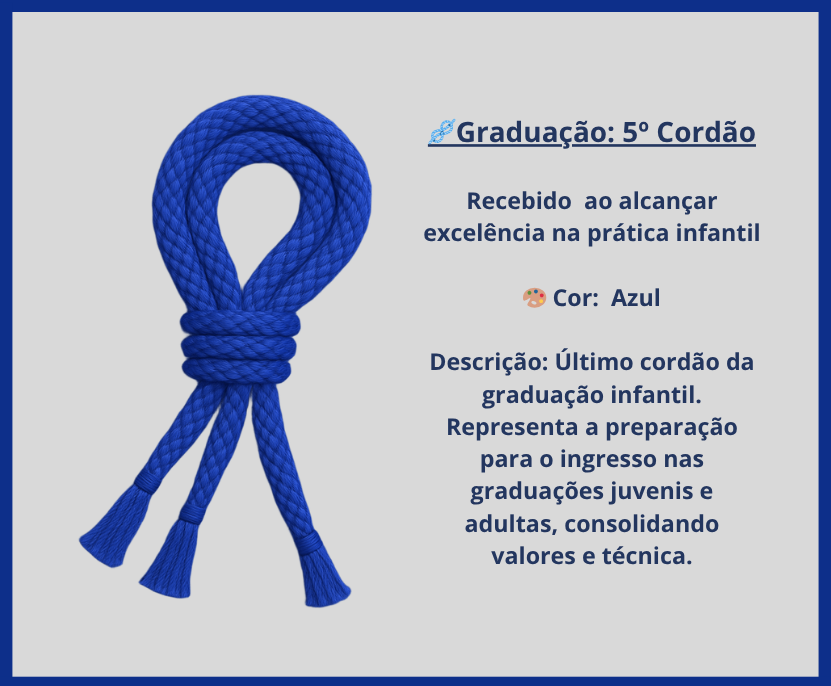 Graduação: 5º Cordão
Recebido ao alcançar
excelência na prática infantil
Cor: Azul
Descrição: Último cordão da
graduação infantil.
Representa a preparação
para o ingresso nas
graduações juvenis e
adultas, consolidando
valores e técnica.